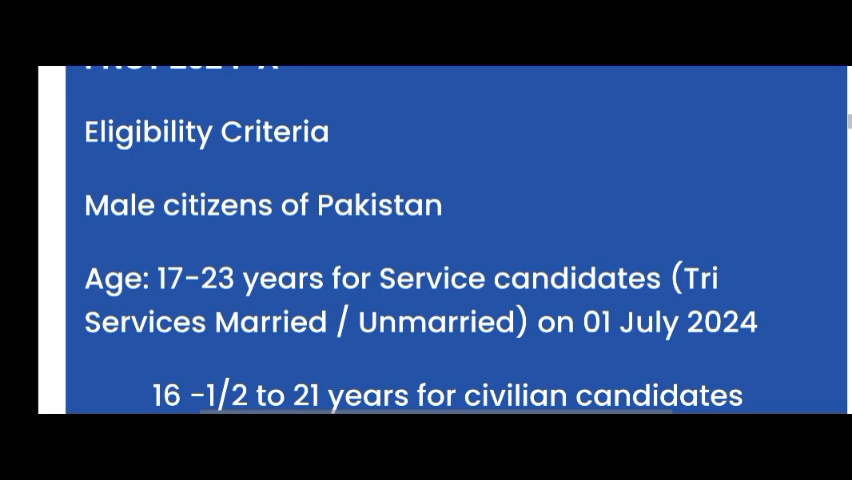 Eligibility Criteria
Male citizens of Pakistan
Age: 17-23 years for Service candidates (Tri
Services Married / Unmarried) on 01 July 2024
16 -1/2 to 21 years for civilian candidates